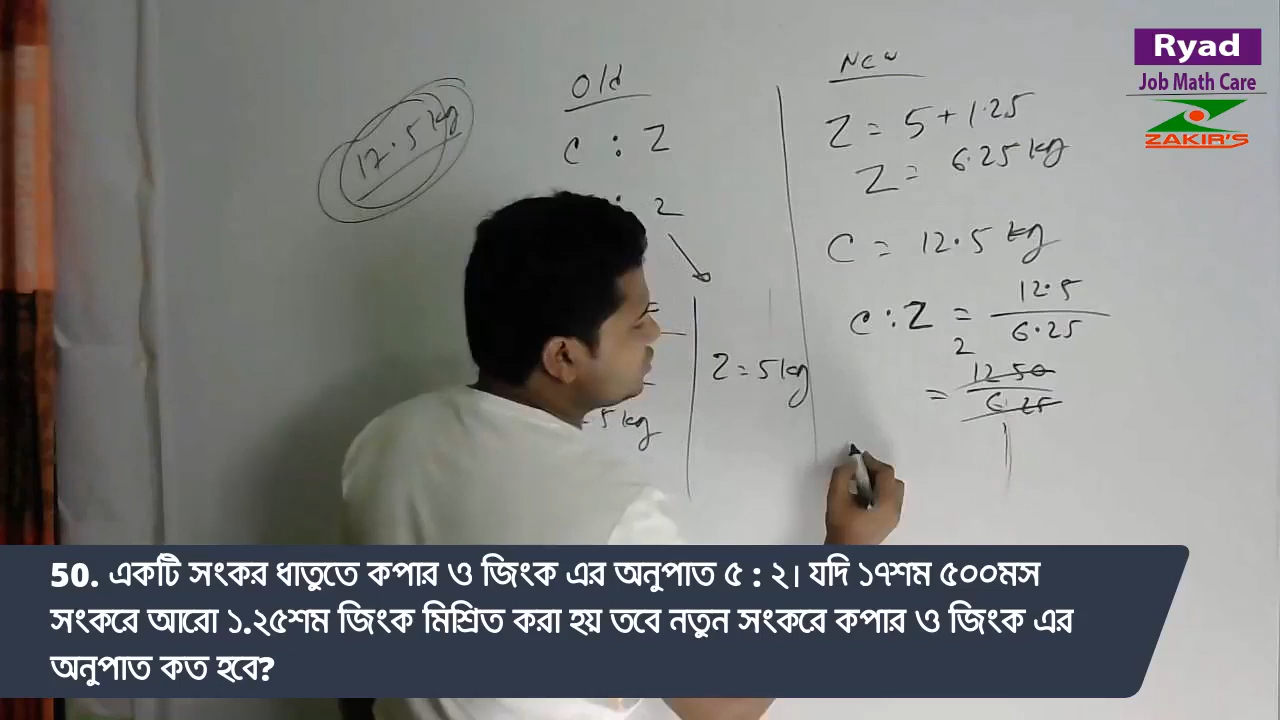 Ryad
Job Math Care
ZAKIR'S
12.5 kg
Old
C : Z
: 2
Z = 5 kg
5 kg
New
Z = 5 + 1.25
Z = 6.25 kg
C = 12.5 kg
C : Z = 12.5 / 6.25
2
= 1250 / 625
1
50. একটি সংকর ধাতুতে কপার ও জিংক এর অনুপাত ৫ : ২। যদি ১৭শম ৫০০মস
সংকরে আরো ১.২৫শম জিংক মিশ্রিত করা হয় তবে নতুন সংকরে কপার ও জিংক এর
অনুপাত কত হবে?